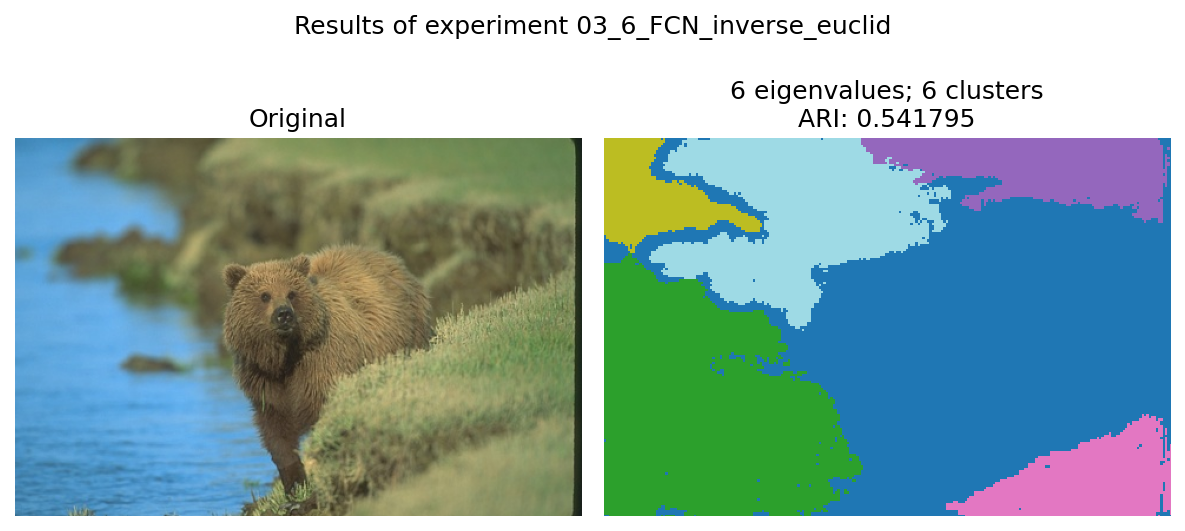 Results of experiment 03_6_FCN_inverse_euclid
Original
6 eigenvalues; 6 clusters
ARI: 0.541795